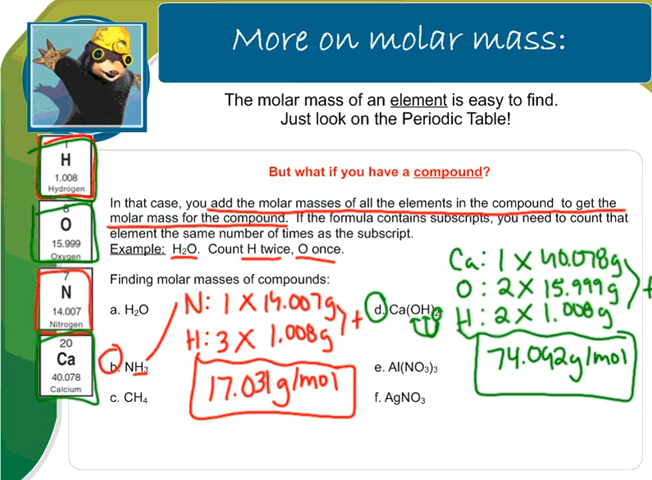 More on molar mass:
The molar mass of an element is easy to find.
Just look on the Periodic Table!
1
H
1.008
Hydrogen
8
O
15.999
Oxygen
7
N
14.007
Nitrogen
20
Ca
40.078
Calcium
But what if you have a compound?
In that case, you add the molar masses of all the elements in the compound to get the
molar mass for the compound. If the formula contains subscripts, you need to count that
element the same number of times as the subscript.
Example: H₂O. Count H twice, O once.
Finding molar masses of compounds:
a. H₂O
b. NH₃
c. CH₄
N: 1 X 14.007g
H: 3 X 1.008g
+
17.031 g/mol
d. Ca(OH)₂
e. Al(NO₃)₃
f. AgNO₃
Ca: 1 X 40.078g
O: 2 X 15.999g
H: 2 X 1.008g
+
74.092g/mol